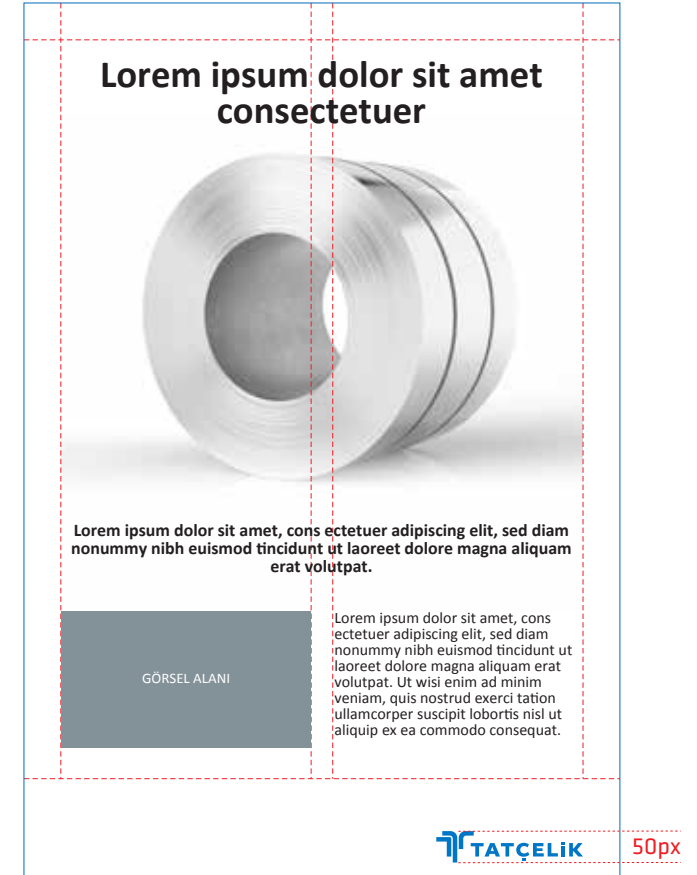 Lorem ipsum dolor sit amet
consectetuer
Lorem ipsum dolor sit amet, cons ectetuer adipiscing elit, sed diam
nonummy nibh euismod tincidunt ut laoreet dolore magna aliquam
erat volutpat.
GÖRSEL ALANI
Lorem ipsum dolor sit amet, cons
ectetuer adipiscing elit, sed diam
nonummy nibh euismod tincidunt ut
laoreet dolore magna aliquam erat
volutpat. Ut wisi enim ad minim
veniam, quis nostrud exerci tation
ullamcorper suscipit lobortis nisl ut
aliquip ex ea commodo consequat.
TATÇELİK
50px